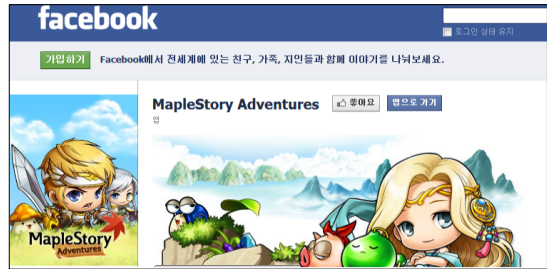 facebook
로그인 상태 유지
가입하기 Facebook에서 전세계에 있는 친구, 가족, 지인들과 함께 이야기를 나눠보세요.
MapleStory Adventures 좋아요 앱으로 가기
앱
MapleStory
Adventures